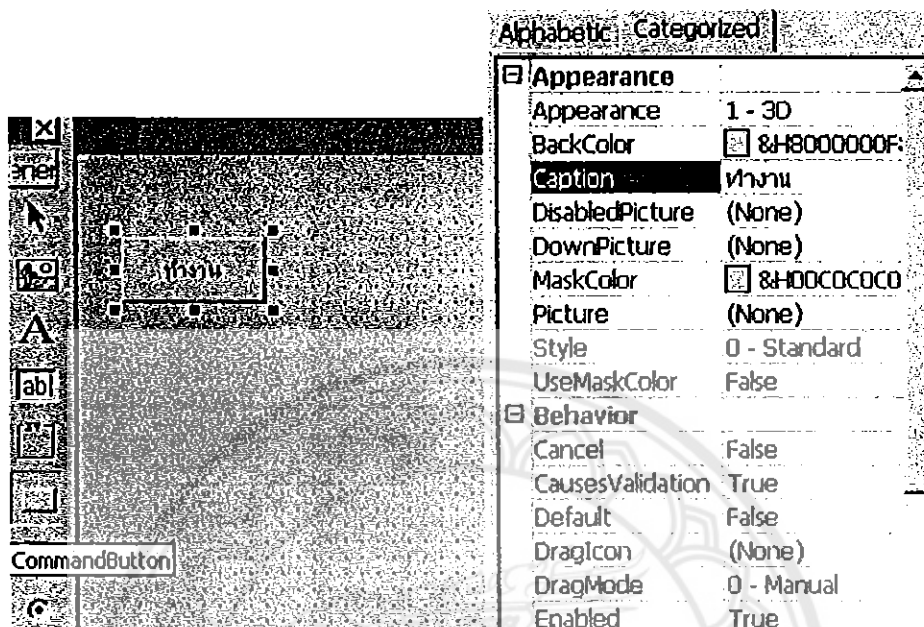 Alphabetic Categorized
Appearance
Appearance 1 - 3D
BackColor &H8000000F&
Caption ทำงาน
DisabledPicture (None)
DownPicture (None)
MaskColor &H00C0C0C0
Picture (None)
Style 0 - Standard
UseMaskColor False
Behavior
Cancel False
CausesValidation True
Default False
DragIcon (None)
DragMode 0 - Manual
Enabled True
ener
ทำงาน
A
ab
CommandButton